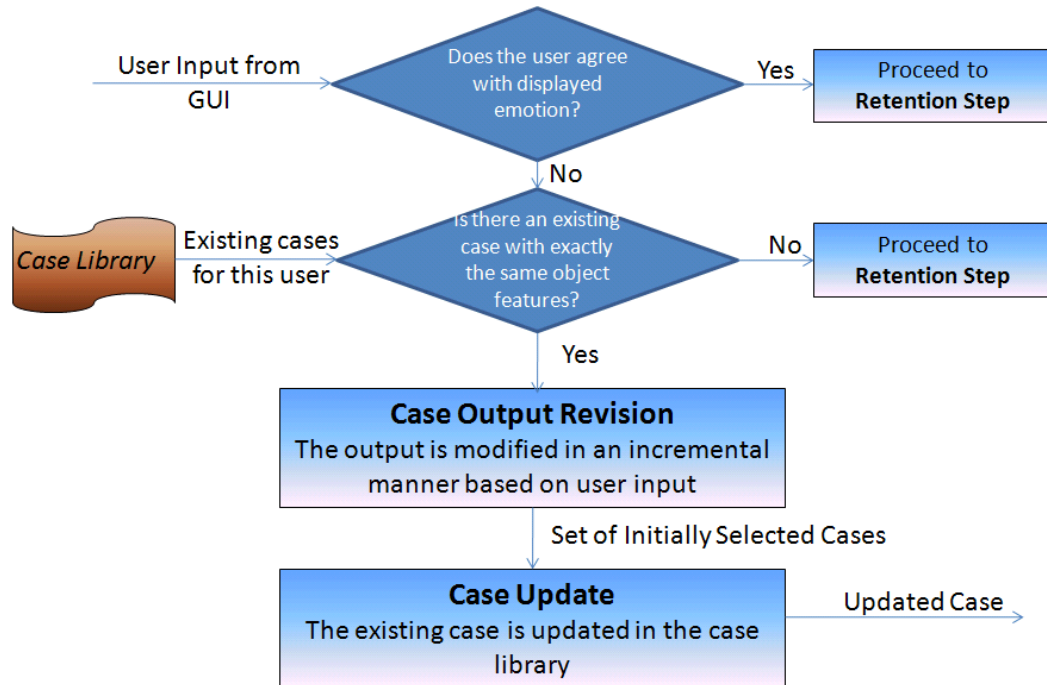 User Input from
GUI
Does the user agree
with displayed
emotion?
Yes
Proceed to
Retention Step
No
Case Library
Existing cases
for this user
Is there an existing
case with exactly
the same object
features?
No
Proceed to
Retention Step
Yes
Case Output Revision
The output is modified in an incremental
manner based on user input
Set of Initially Selected Cases
Case Update
The existing case is updated in the case
library
Updated Case